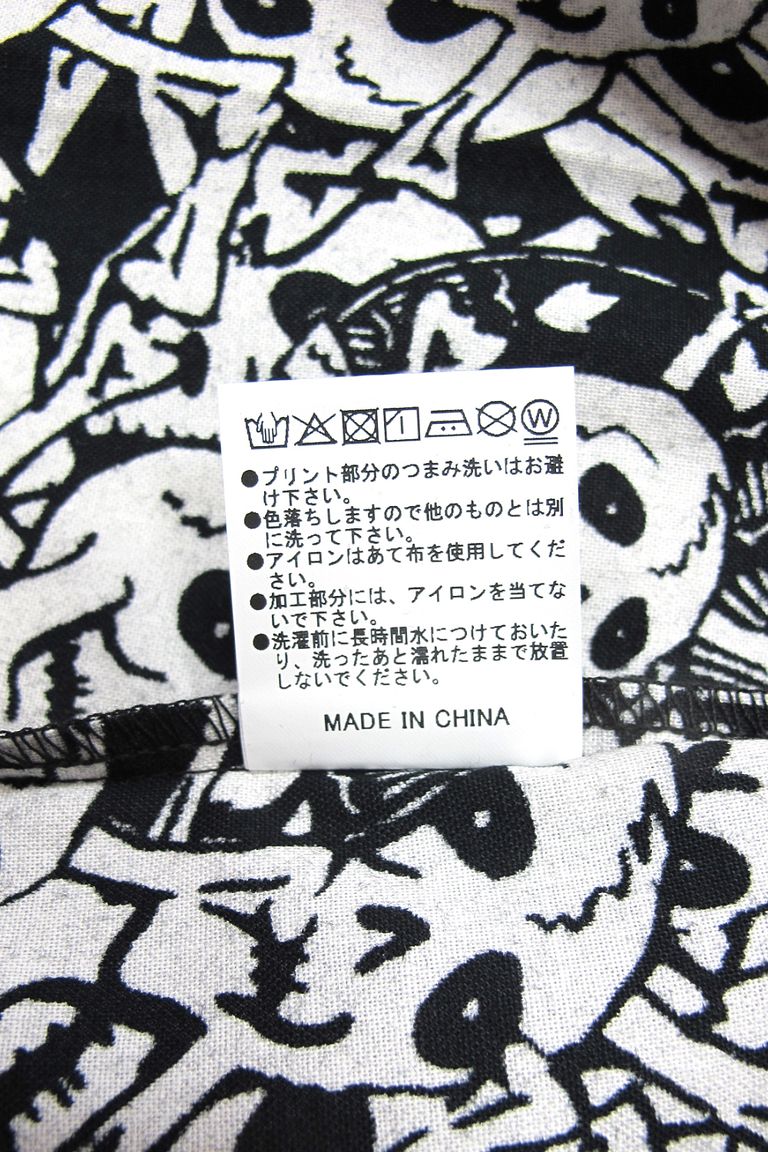 W
●プリント部分のつまみ洗いはお避
け下さい。
●色落ちしますので他のものとは別
に洗って下さい。
●アイロンはあて布を使用してくだ
さい。
●加工部分には、アイロンを当てな
いで下さい。
●洗濯前に長時間水につけておいた
り、洗ったあと濡れたままで放置
しないでください。
MADE IN CHINA